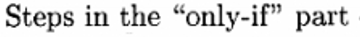 Steps in the “only-if” part